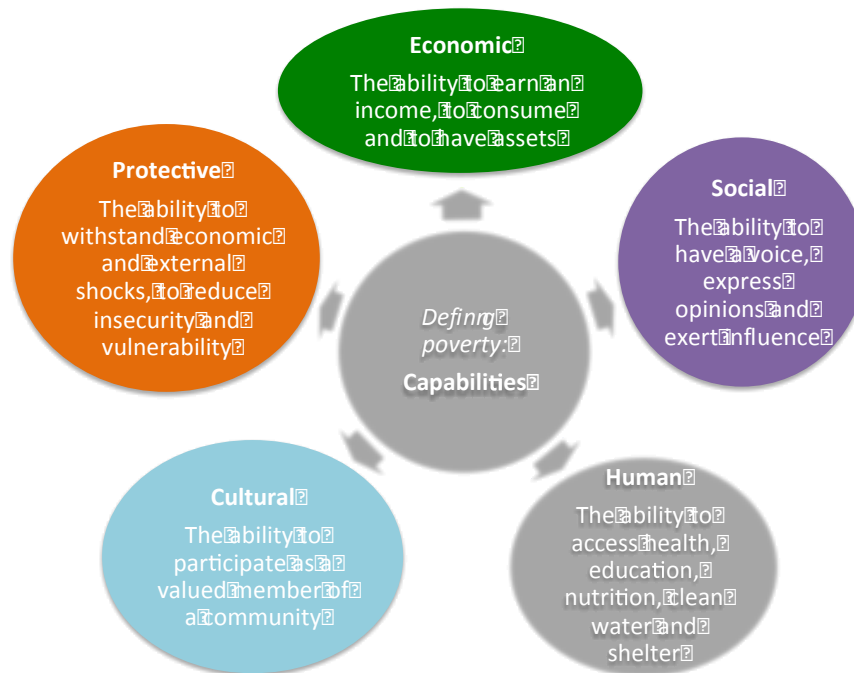 Economic⍰
The⍰ability⍰to⍰earn⍰an⍰
income,⍰to⍰consume⍰
and⍰to⍰have⍰assets⍰
Protective⍰
The⍰ability⍰to⍰
withstand⍰economic⍰
and⍰external⍰
shocks,⍰to⍰reduce⍰
insecurity⍰and⍰
vulnerability⍰
Social⍰
The⍰ability⍰to⍰
have⍰a⍰voice,⍰
express⍰
opinions⍰and⍰
exert⍰influence⍰
Defining⍰
poverty:⍰
Capabilities⍰
Cultural⍰
The⍰ability⍰to⍰
participate⍰as⍰a⍰
valued⍰member⍰of⍰
a⍰community⍰
Human⍰
The⍰ability⍰to⍰
access⍰health,⍰
education,⍰
nutrition,⍰clean⍰
water⍰and⍰
shelter⍰